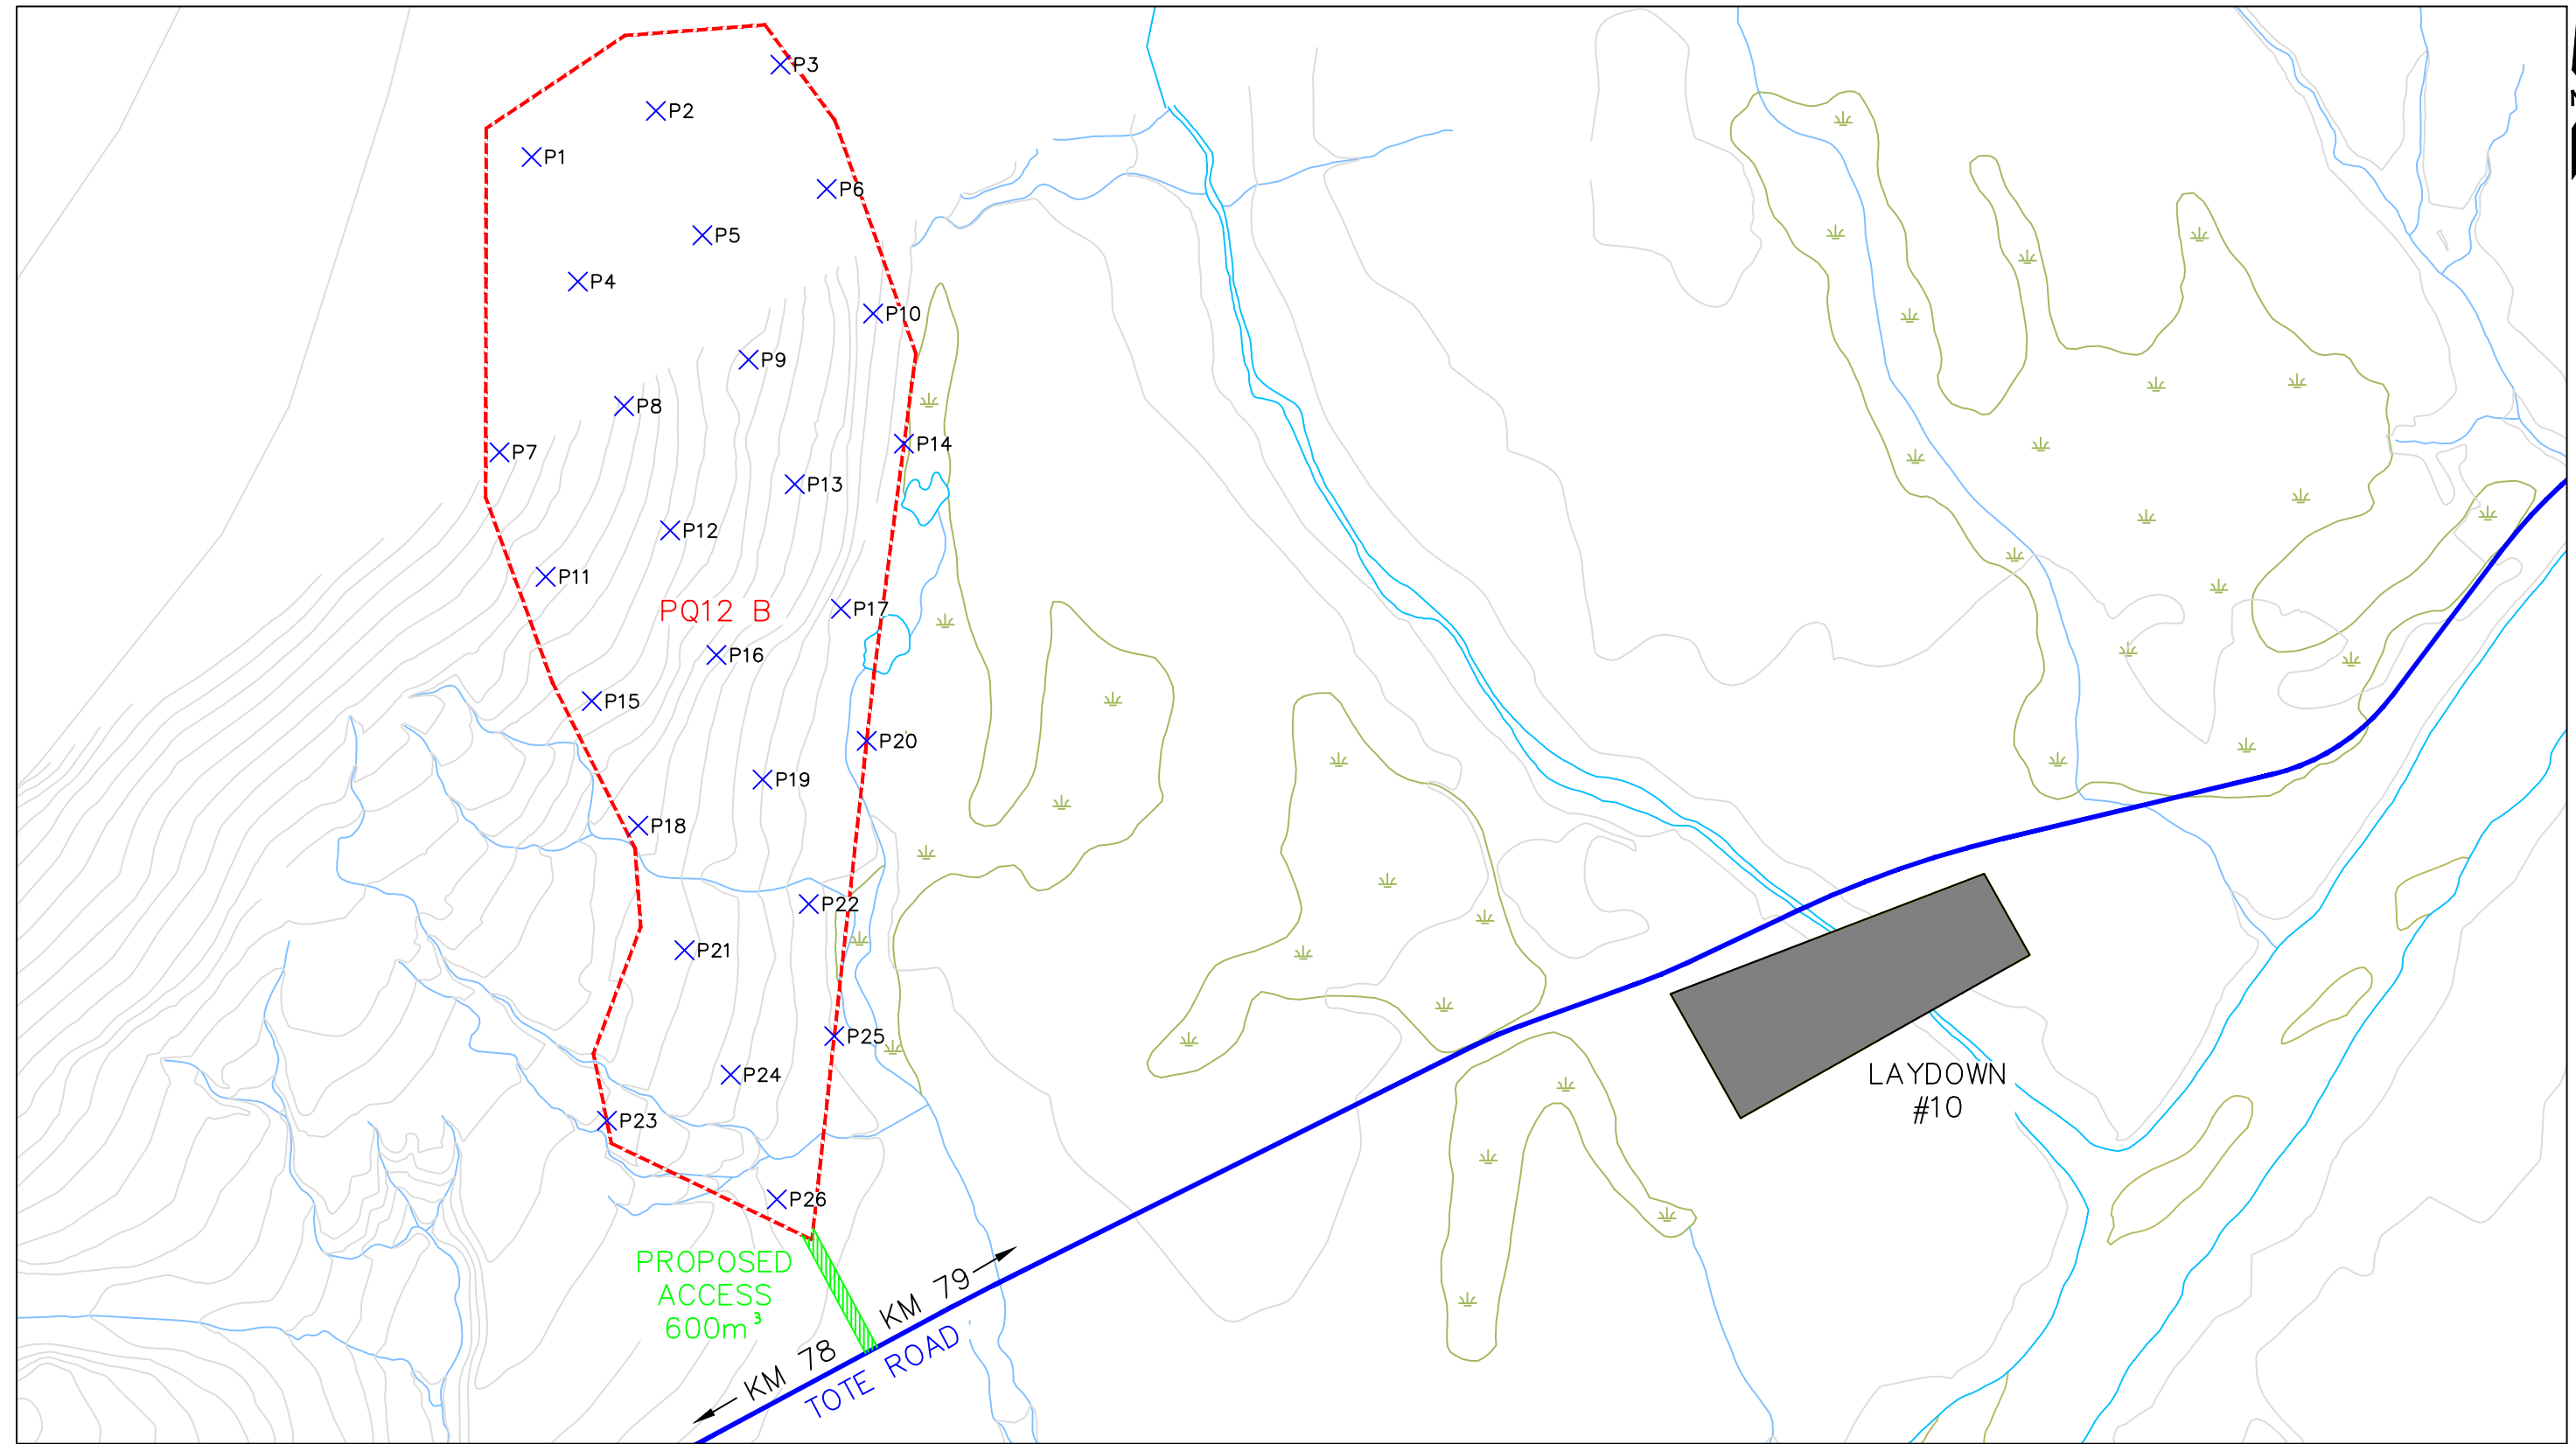 P3
P2
P1
P6
P5
P4
P10
P9
P8
P14
P7
P13
P12
P11
PQ12 B
P17
P16
P15
P20
P19
P18
P22
P21
P25
P24
P23
P26
LAYDOWN
#10
PROPOSED
ACCESS
600m³
KM 79
KM 78
TOTE ROAD